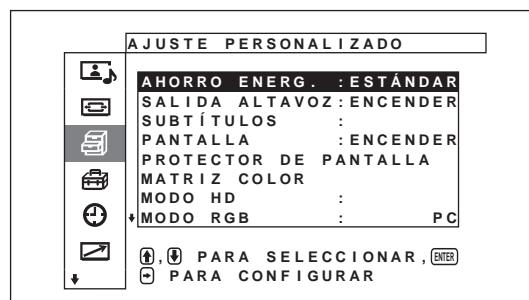 AJUSTE PERSONALIZADO
AHORRO ENERG. :ESTÁNDAR
SALIDA ALTAVOZ:ENCENDER
SUBTÍTULOS :
PANTALLA :ENCENDER
PROTECTOR DE PANTALLA
MATRIZ COLOR
MODO HD :
MODO RGB : PC
, PARA SELECCIONAR, ENTER
PARA CONFIGURAR